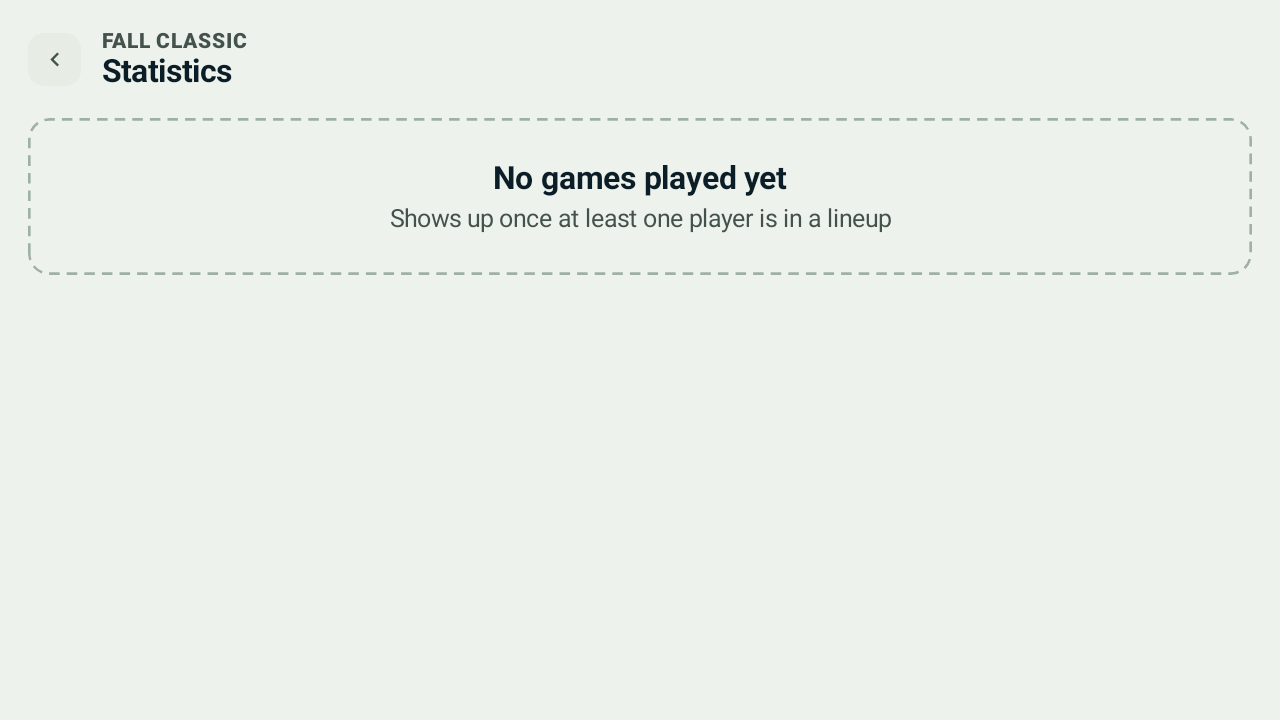 FALL CLASSIC
Statistics
No games played yet
Shows up once at least one player is in a lineup